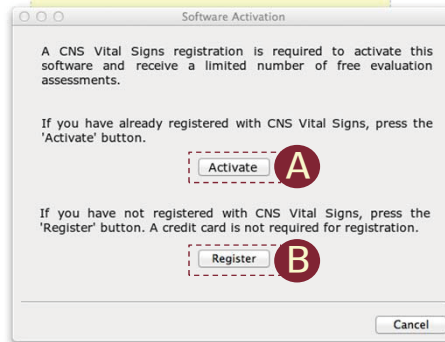 Software Activation
A CNS Vital Signs registration is required to activate this
software and receive a limited number of free evaluation
assessments.
If you have already registered with CNS Vital Signs, press the
'Activate' button.
Activate A
If you have not registered with CNS Vital Signs, press the
'Register' button. A credit card is not required for registration.
Register B
Cancel